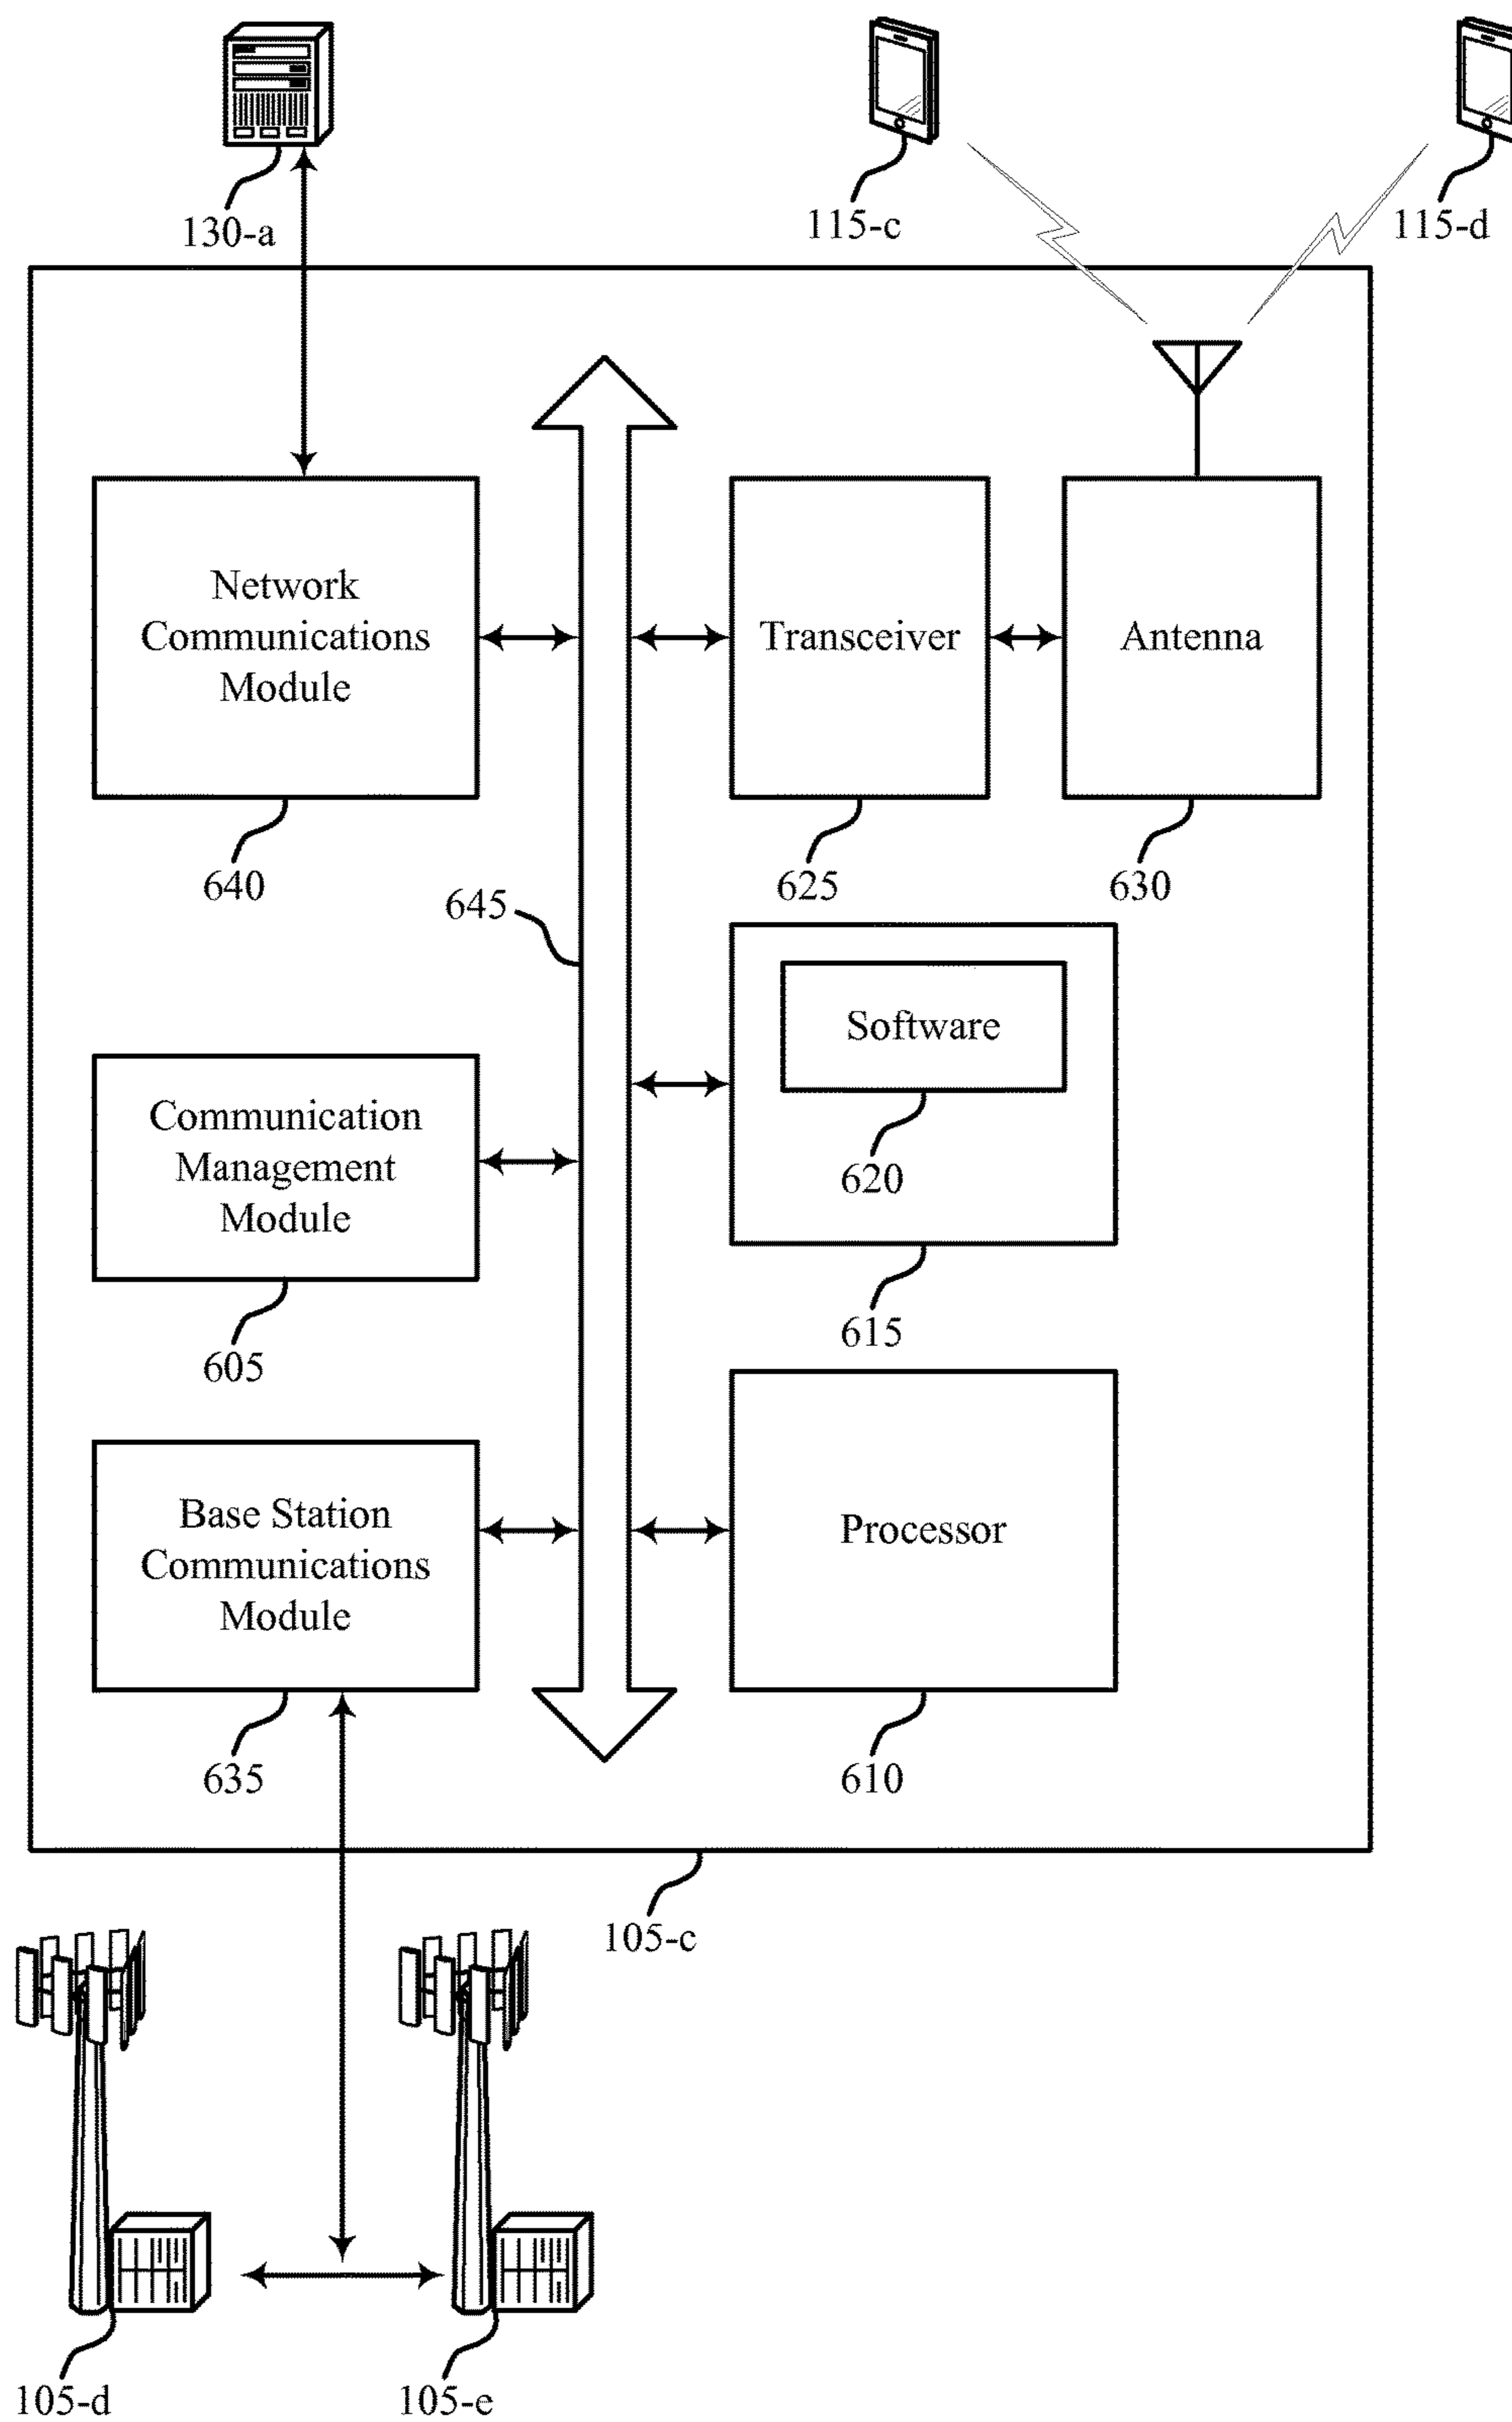 130-a
115-c
115-d
Network
Communications
Module
Transceiver
Antenna
640
625
630
645
Software
620
615
Communication
Management
Module
605
Base Station
Communications
Module
Processor
635
610
105-c
105-d
105-e